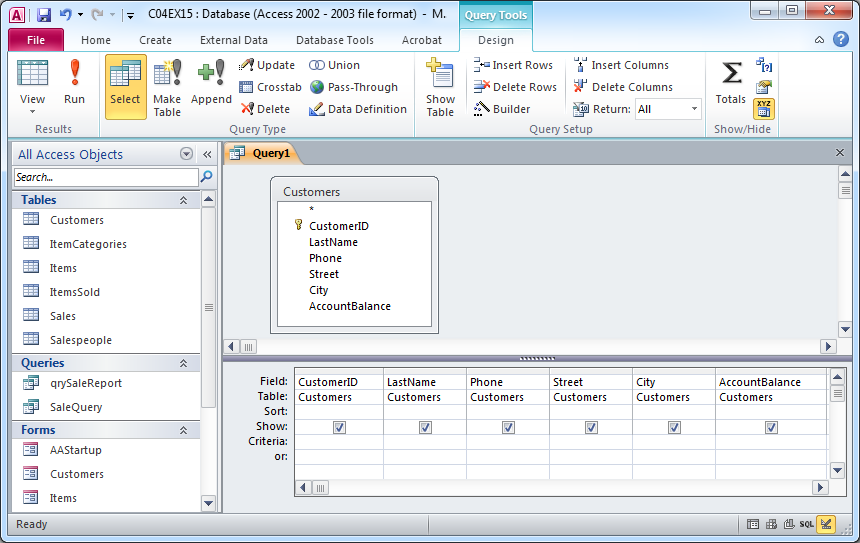 C04EX15 : Database (Access 2002 - 2003 file format) - M.
Query Tools
File Home Create External Data Database Tools Acrobat Design
View Run Select Make Table Append Update Crosstab Delete Union Pass-Through Data Definition Show Table Insert Rows Delete Rows Builder Insert Columns Delete Columns Return: All Totals XYZ
Results Query Type Query Setup Show/Hide
All Access Objects
Search...
Tables
Customers
ItemCategories
Items
ItemsSold
Sales
Salespeople
Queries
qrySaleReport
SaleQuery
Forms
AAStartup
Customers
Items
Query1
Customers
*
CustomerID
LastName
Phone
Street
City
AccountBalance
Field: CustomerID LastName Phone Street City AccountBalance
Table: Customers Customers Customers Customers Customers Customers
Sort:
Show:
Criteria:
or:
Ready SQL